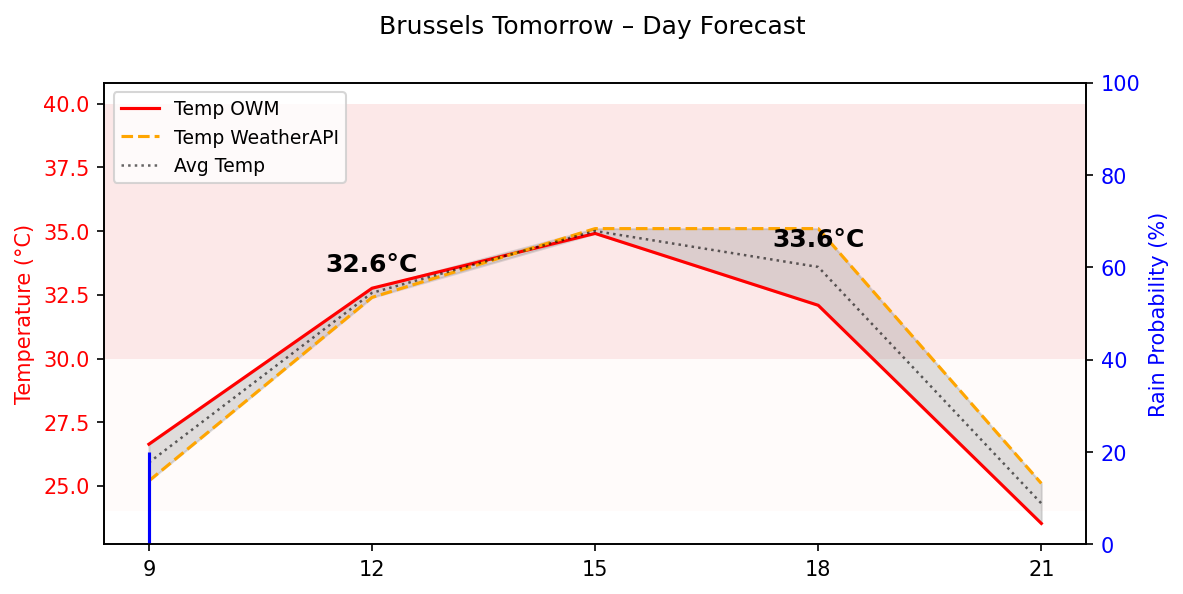 Brussels Tomorrow – Day Forecast
Temp OWM
Temp WeatherAPI
Avg Temp
Temperature (°C)
40.0
37.5
35.0
32.5
30.0
27.5
25.0
32.6°C
33.6°C
100
80
60
40
20
0
Rain Probability (%)
9
12
15
18
21